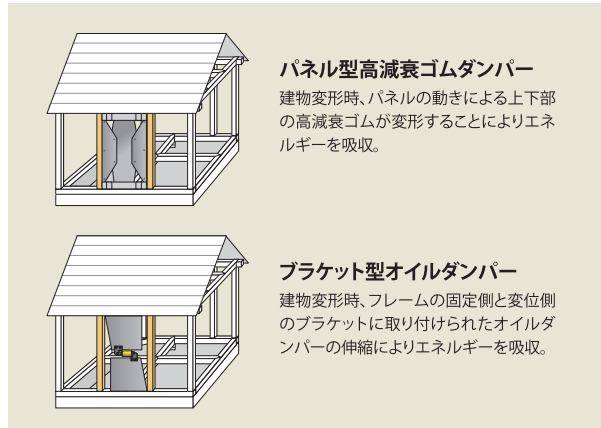 パネル型高減衰ゴムダンパー
建物変形時、パネルの動きによる上下部
の高減衰ゴムが変形することによりエネ
ルギーを吸収。
ブラケット型オイルダンパー
建物変形時、フレームの固定側と変位側
のブラケットに取り付けられたオイルダ
ンパーの伸縮によりエネルギーを吸収。